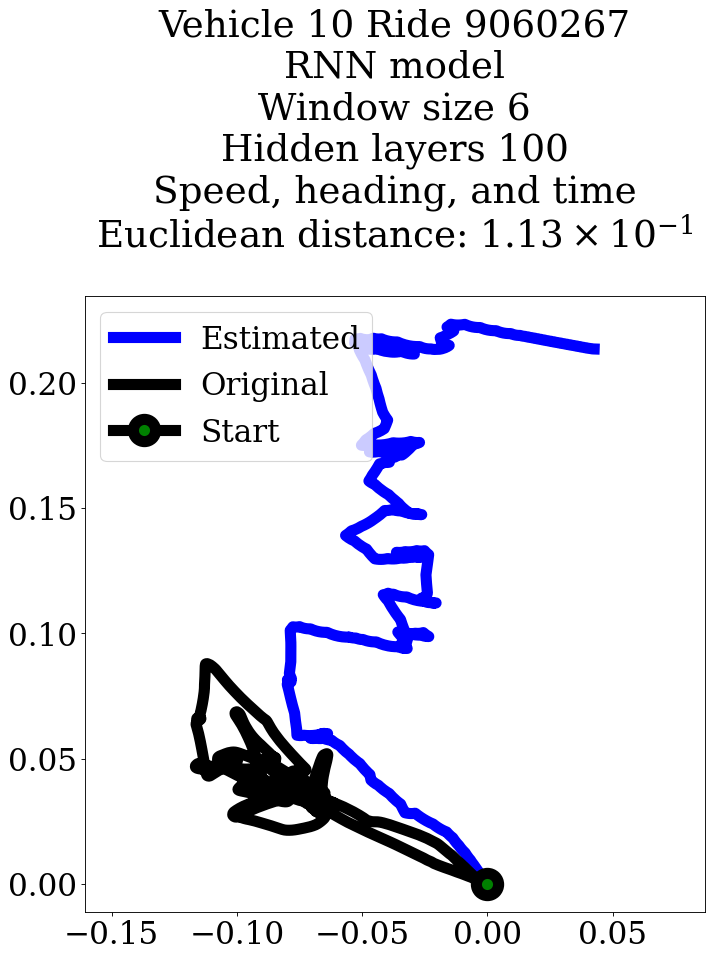 Vehicle 10 Ride 9060267
RNN model
Window size 6
Hidden layers 100
Speed, heading, and time
Euclidean distance: 1.13 × 10⁻¹
Estimated
Original
Start
0.20
0.15
0.10
0.05
0.00
−0.15 −0.10 −0.05 0.00 0.05